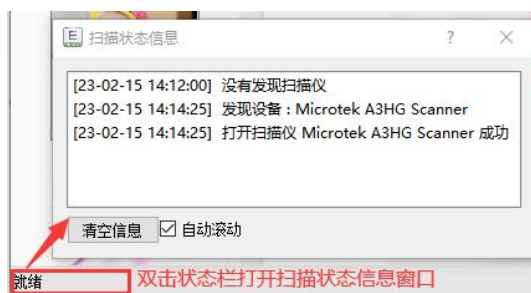 扫描状态信息
[23-02-15 14:12:00] 没有发现扫描仪
[23-02-15 14:14:25] 发现设备：Microtek A3HG Scanner
[23-02-15 14:14:25] 打开扫描仪 Microtek A3HG Scanner 成功
清空信息 自动滚动
就绪 双击状态栏打开扫描状态信息窗口